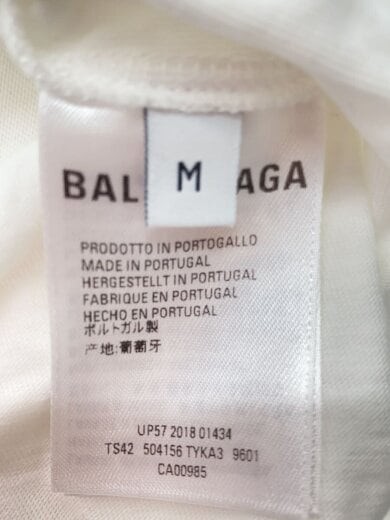 BAL M AGA
PRODOTTO IN PORTOGALLO
MADE IN PORTUGAL
HERGESTELLT IN PORTUGAL
FABRIQUE EN PORTUGAL
HECHO EN PORTUGAL
ポルトガル製
产地:葡萄牙
UP57 2018 01434
TS42 504156 TYKA3 9601
CA00985